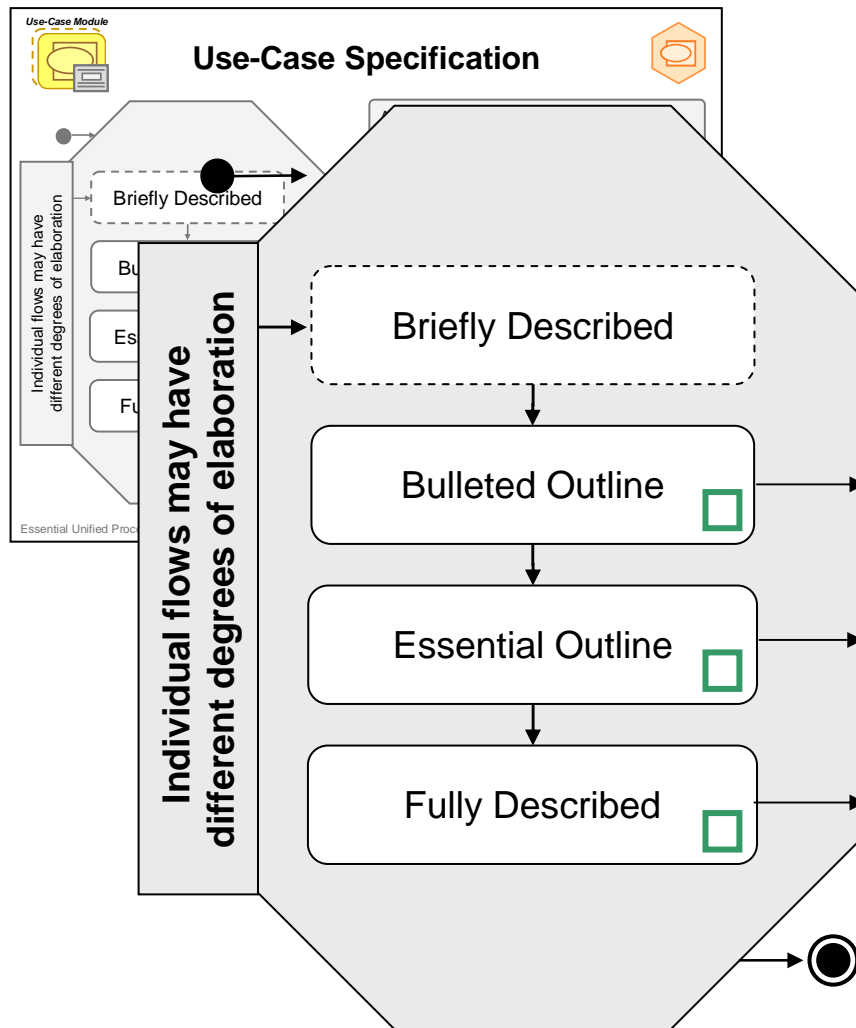 Use-Case Module
Use-Case Specification
Briefly Described
Individual flows may have
different degrees of elaboration
Essential Unified Proce
Individual flows may have
different degrees of elaboration
Briefly Described
Bulleted Outline
Essential Outline
Fully Described